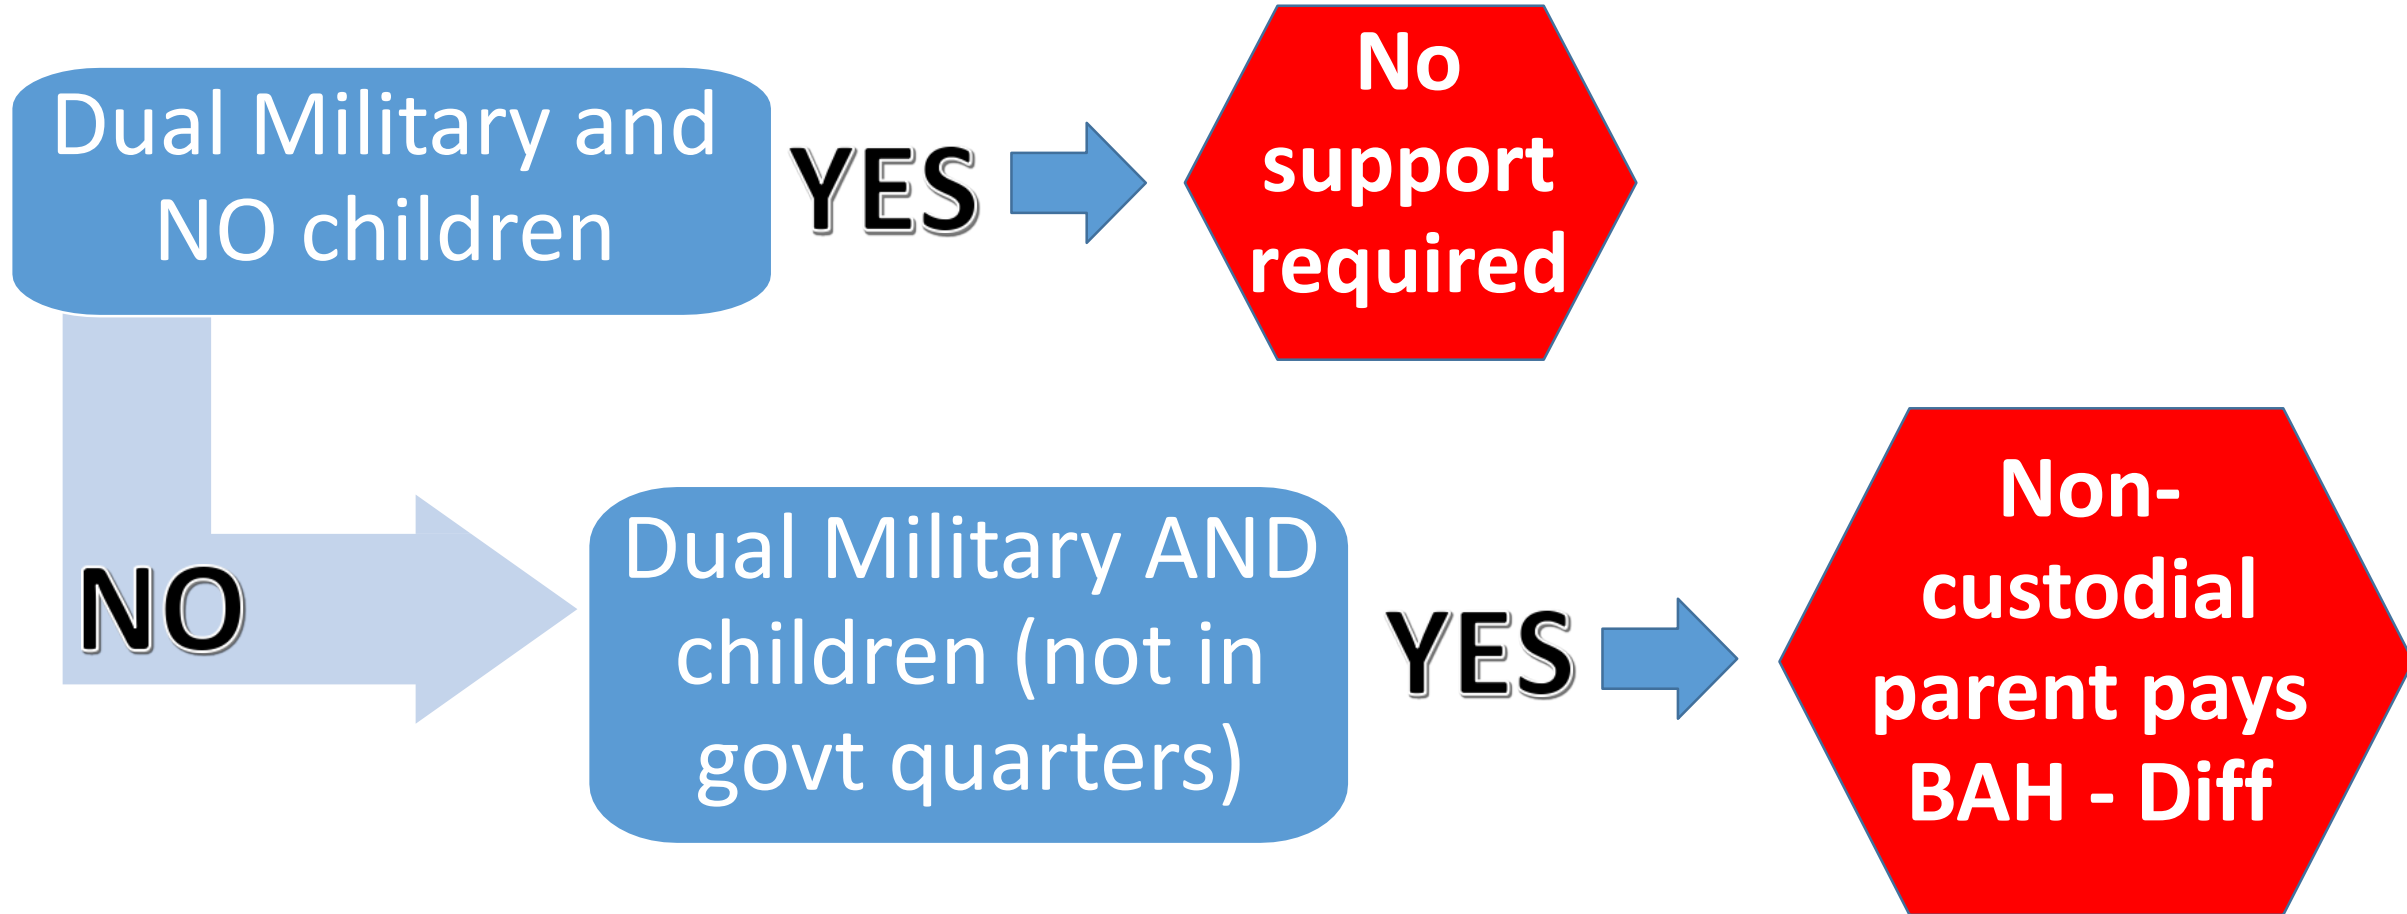 Dual Military and
NO children
YES
No
support
required
NO
Dual Military AND
children (not in
govt quarters)
YES
Non-
custodial
parent pays
BAH - Diff